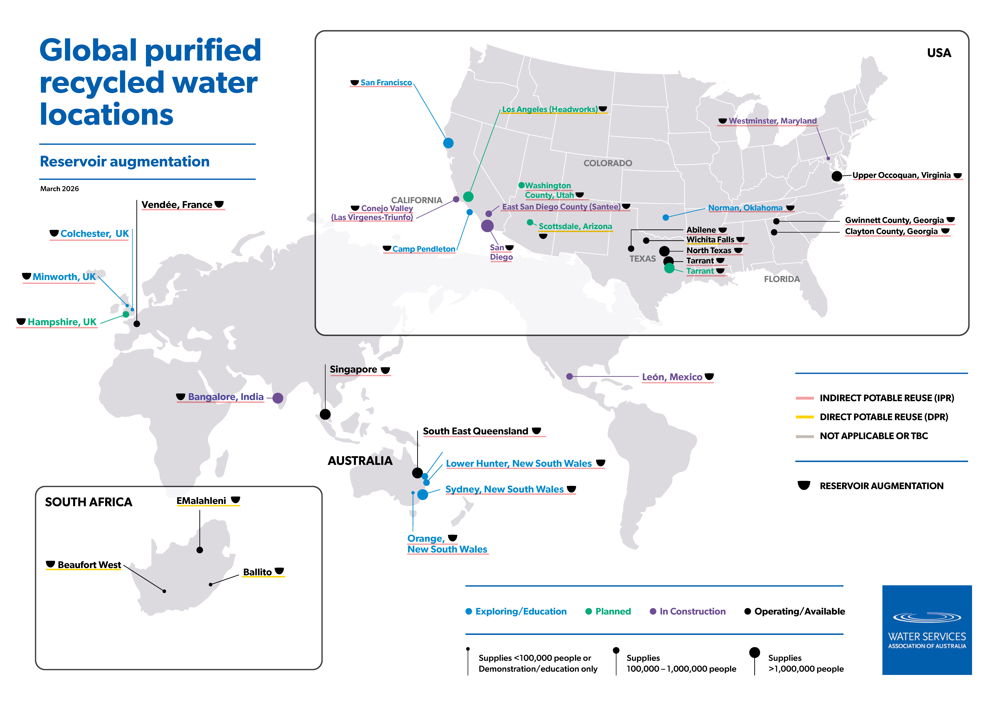 Global purified
recycled water
locations
Reservoir augmentation
March 2026
USA
San Francisco
Los Angeles (Headworks)
Westminster, Maryland
COLORADO
Upper Occoquan, Virginia
Washington
County, Utah
CALIFORNIA
Conejo Valley
(Las Virgenes-Triunfo)
East San Diego County (Santee)
Norman, Oklahoma
Scottsdale, Arizona
Gwinnett County, Georgia
Clayton County, Georgia
Abilene
Wichita Falls
North Texas
Tarrant
Tarrant
TEXAS
FLORIDA
Camp Pendleton
San
Diego
Vendée, France
Colchester, UK
Minworth, UK
Hampshire, UK
Singapore
Bangalore, India
León, Mexico
South East Queensland
AUSTRALIA
Lower Hunter, New South Wales
Sydney, New South Wales
Orange,
New South Wales
INDIRECT POTABLE REUSE (IPR)
DIRECT POTABLE REUSE (DPR)
NOT APPLICABLE OR TBC
RESERVOIR AUGMENTATION
SOUTH AFRICA
EMalahleni
Beaufort West
Ballito
Exploring/Education
Planned
In Construction
Operating/Available
Supplies <100,000 people or
Demonstration/education only
Supplies
100,000 – 1,000,000 people
Supplies
>1,000,000 people
WATER SERVICES
ASSOCIATION OF AUSTRALIA